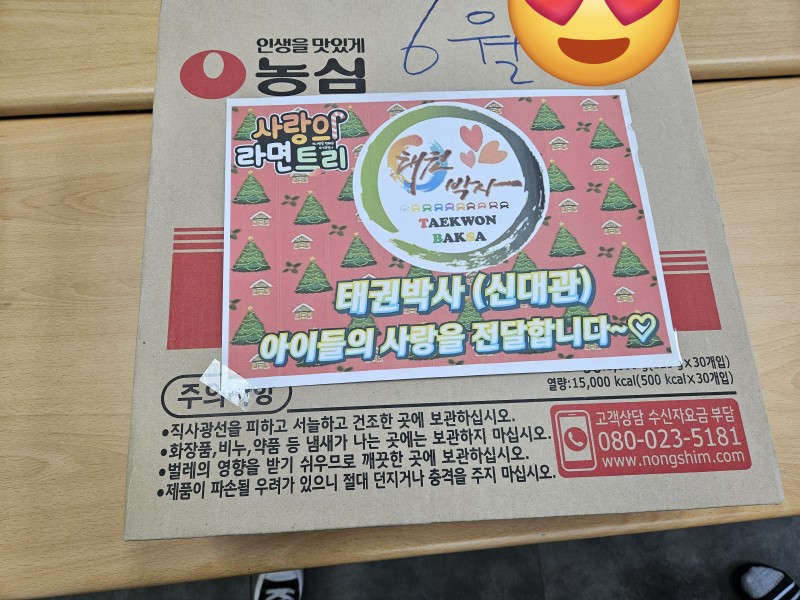 인생을 맛있게
농심
6월
사랑의
라면트리
태권
박사
TAEKWON
BAKSA
태권박사 (신대관)
아이들의 사랑을 전달합니다~♡
×30개입)
열량:15,000 kcal(500 kcal×30개입)
주의사항
•직사광선을 피하고 서늘하고 건조한 곳에 보관하십시오.
•화장품,비누,약품 등 냄새가 나는 곳에는 보관하지 마십시오.
•벌레의 영향을 받기 쉬우므로 깨끗한 곳에 보관하십시오.
•제품이 파손될 우려가 있으니 절대 던지거나 충격을 주지 마십시오.
고객상담 수신자요금 부담
080-023-5181
www.nongshim.com